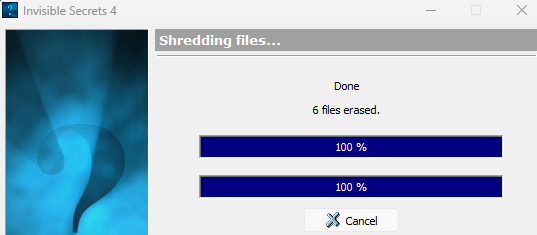 Invisible Secrets 4
Shredding files...
Done
6 files erased.
100 %
100 %
Cancel